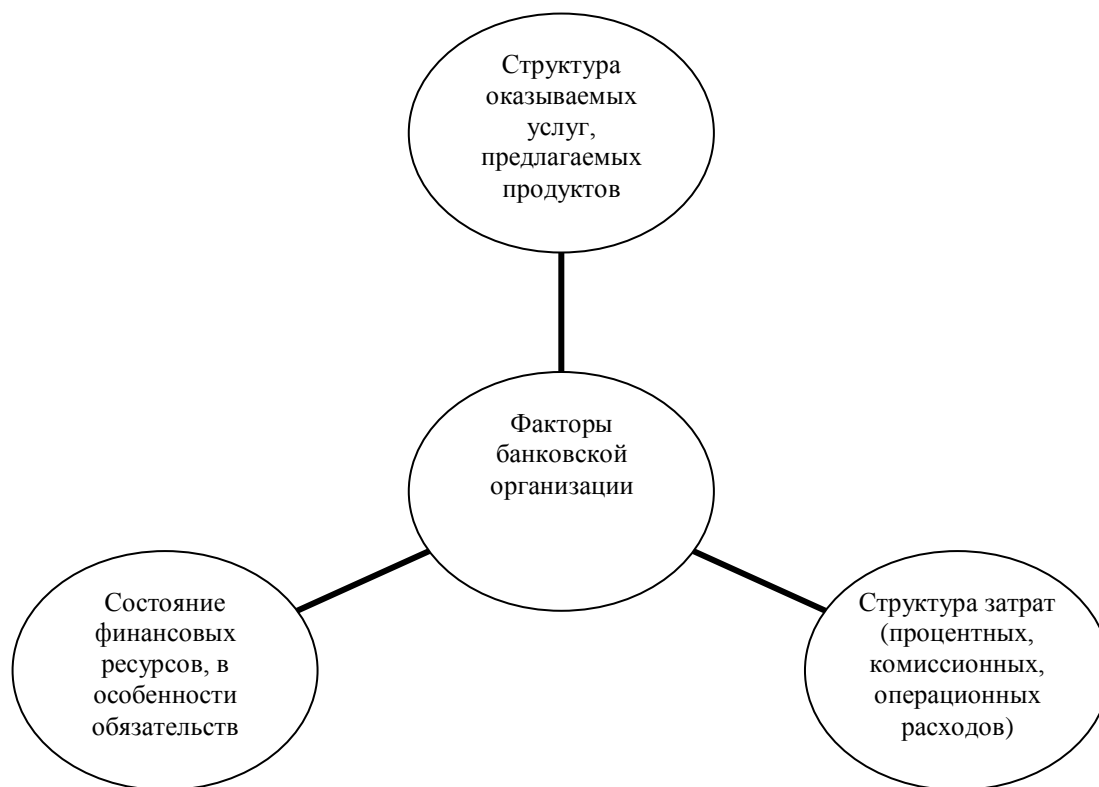 Структура
оказываемых
услуг,
предлагаемых
продуктов
Факторы
банковской
организации
Состояние
финансовых
ресурсов, в
особенности
обязательств
Структура затрат
(процентных,
комиссионных,
операционных
расходов)